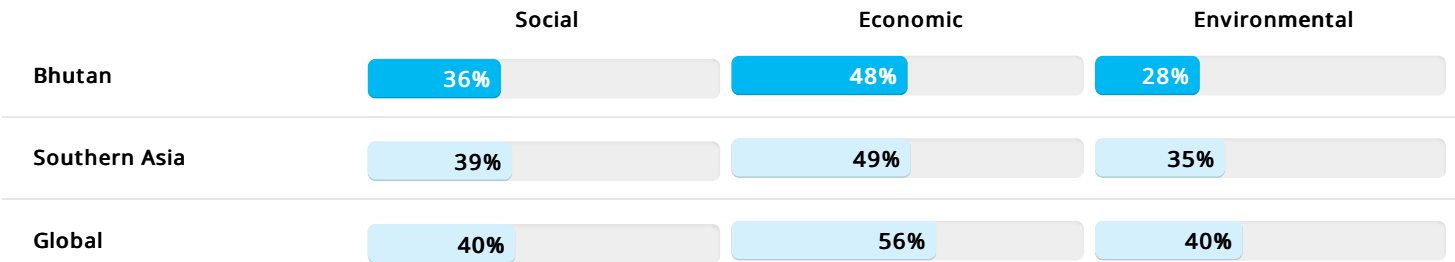 Social Economic Environmental
Bhutan 36% 48% 28%
Southern Asia 39% 49% 35%
Global 40% 56% 40%